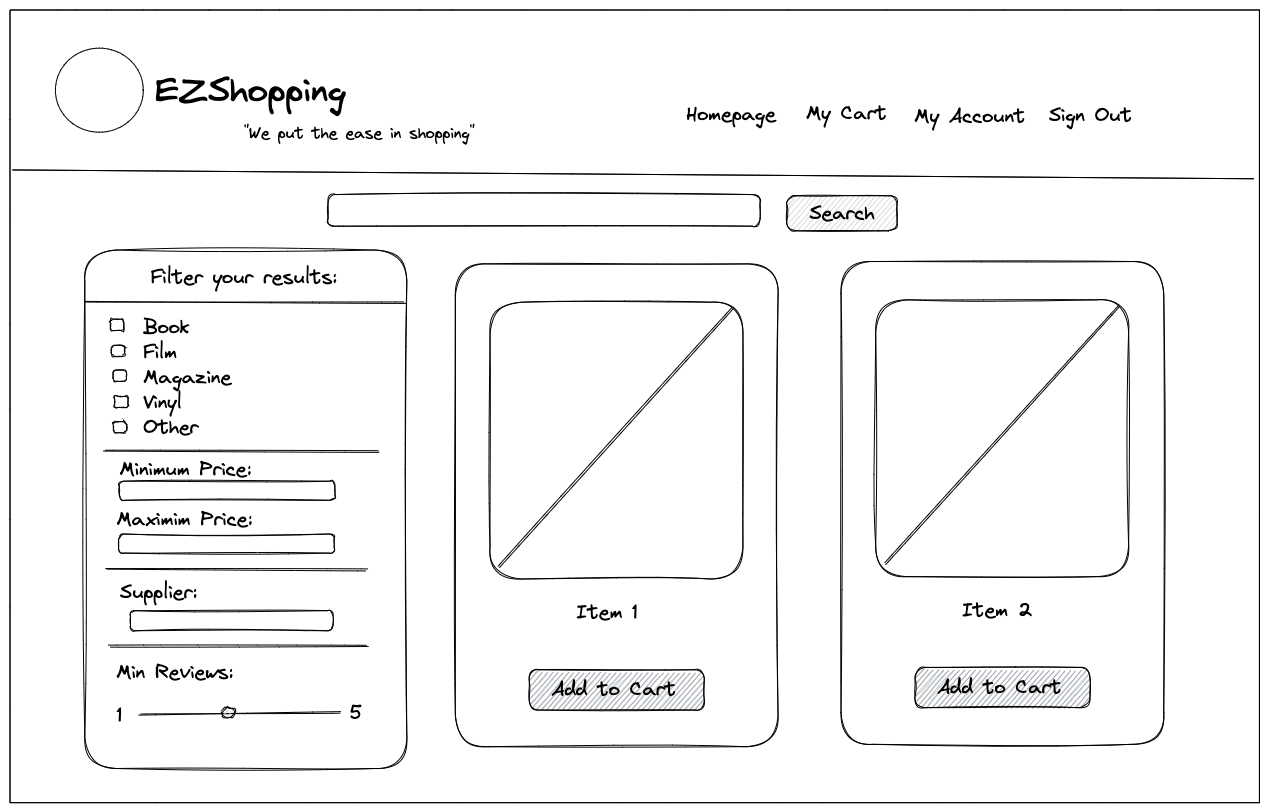 EZShopping
"We put the ease in shopping"
Homepage My Cart My Account Sign Out
Search
Filter your results:
Book
Film
Magazine
Vinyl
Other
Minimum Price:
Maximim Price:
Supplier:
Min Reviews:
1 5
Item 1
Add to Cart
Item 2
Add to Cart